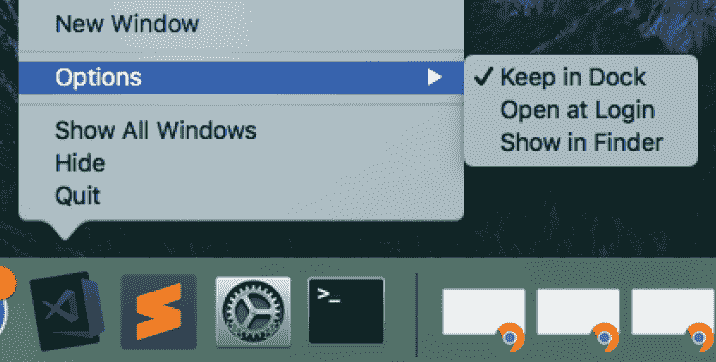 New Window
Options
Keep in Dock
Open at Login
Show in Finder
Show All Windows
Hide
Quit
>_